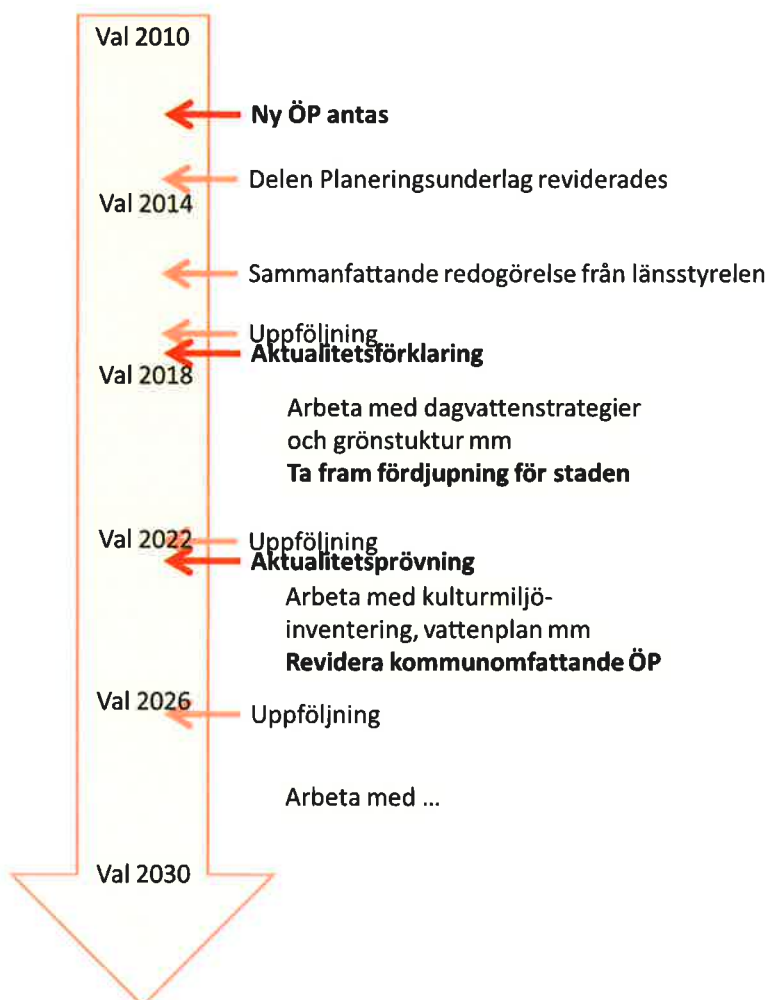 Val 2010
Ny ÖP antas
Delen Planeringsunderlag reviderades
Val 2014
Sammanfattande redogörelse från länsstyrelen
Uppföljning
Aktualitetsförklaring
Val 2018
Arbeta med dagvattenstrategier
och grönstuktur mm
Ta fram fördjupning för staden
Val 2022
Uppföljning
Aktualitetsprövning
Arbeta med kulturmiljö-
inventering, vattenplan mm
Revidera kommunomfattande ÖP
Val 2026
Uppföljning
Arbeta med ...
Val 2030